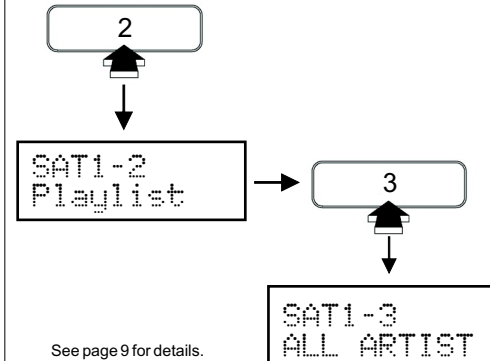 2
SAT1-2
Playlist
3
SAT1-3
ALL ARTIST
See page 9 for details.